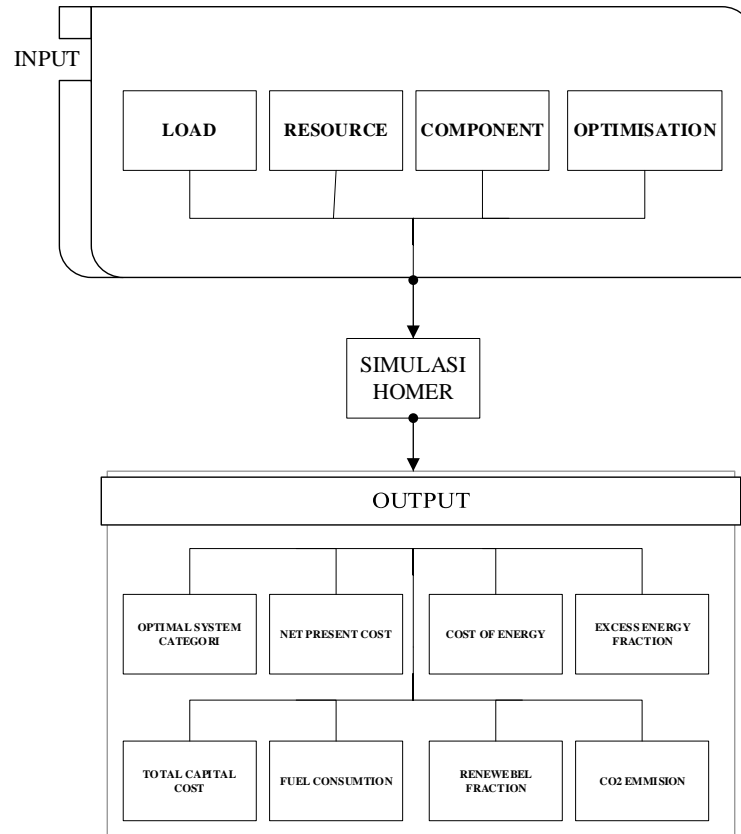 INPUT
LOAD
RESOURCE
COMPONENT
OPTIMISATION
SIMULASI
HOMER
OUTPUT
OPTIMAL SYSTEM
CATEGORI
NET PRESENT COST
COST OF ENERGY
EXCESS ENERGY
FRACTION
TOTAL CAPITAL
COST
FUEL CONSUMTION
RENEWEBEL
FRACTION
CO2 EMMISION